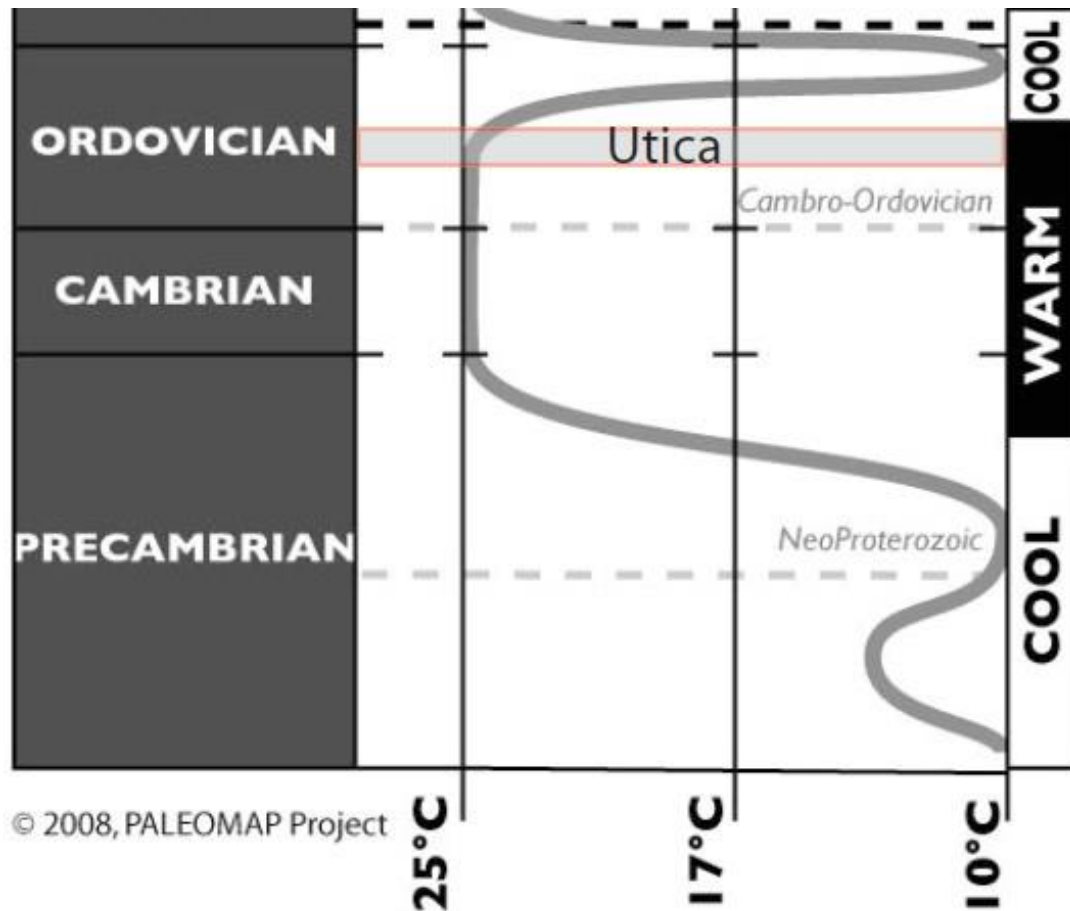 COOL
ORDOVICIAN
Utica
Cambro-Ordovician
WARM
CAMBRIAN
PRECAMBRIAN
NeoProterozoic
COOL
© 2008, PALEOMAP Project
25°C
17°C
10°C